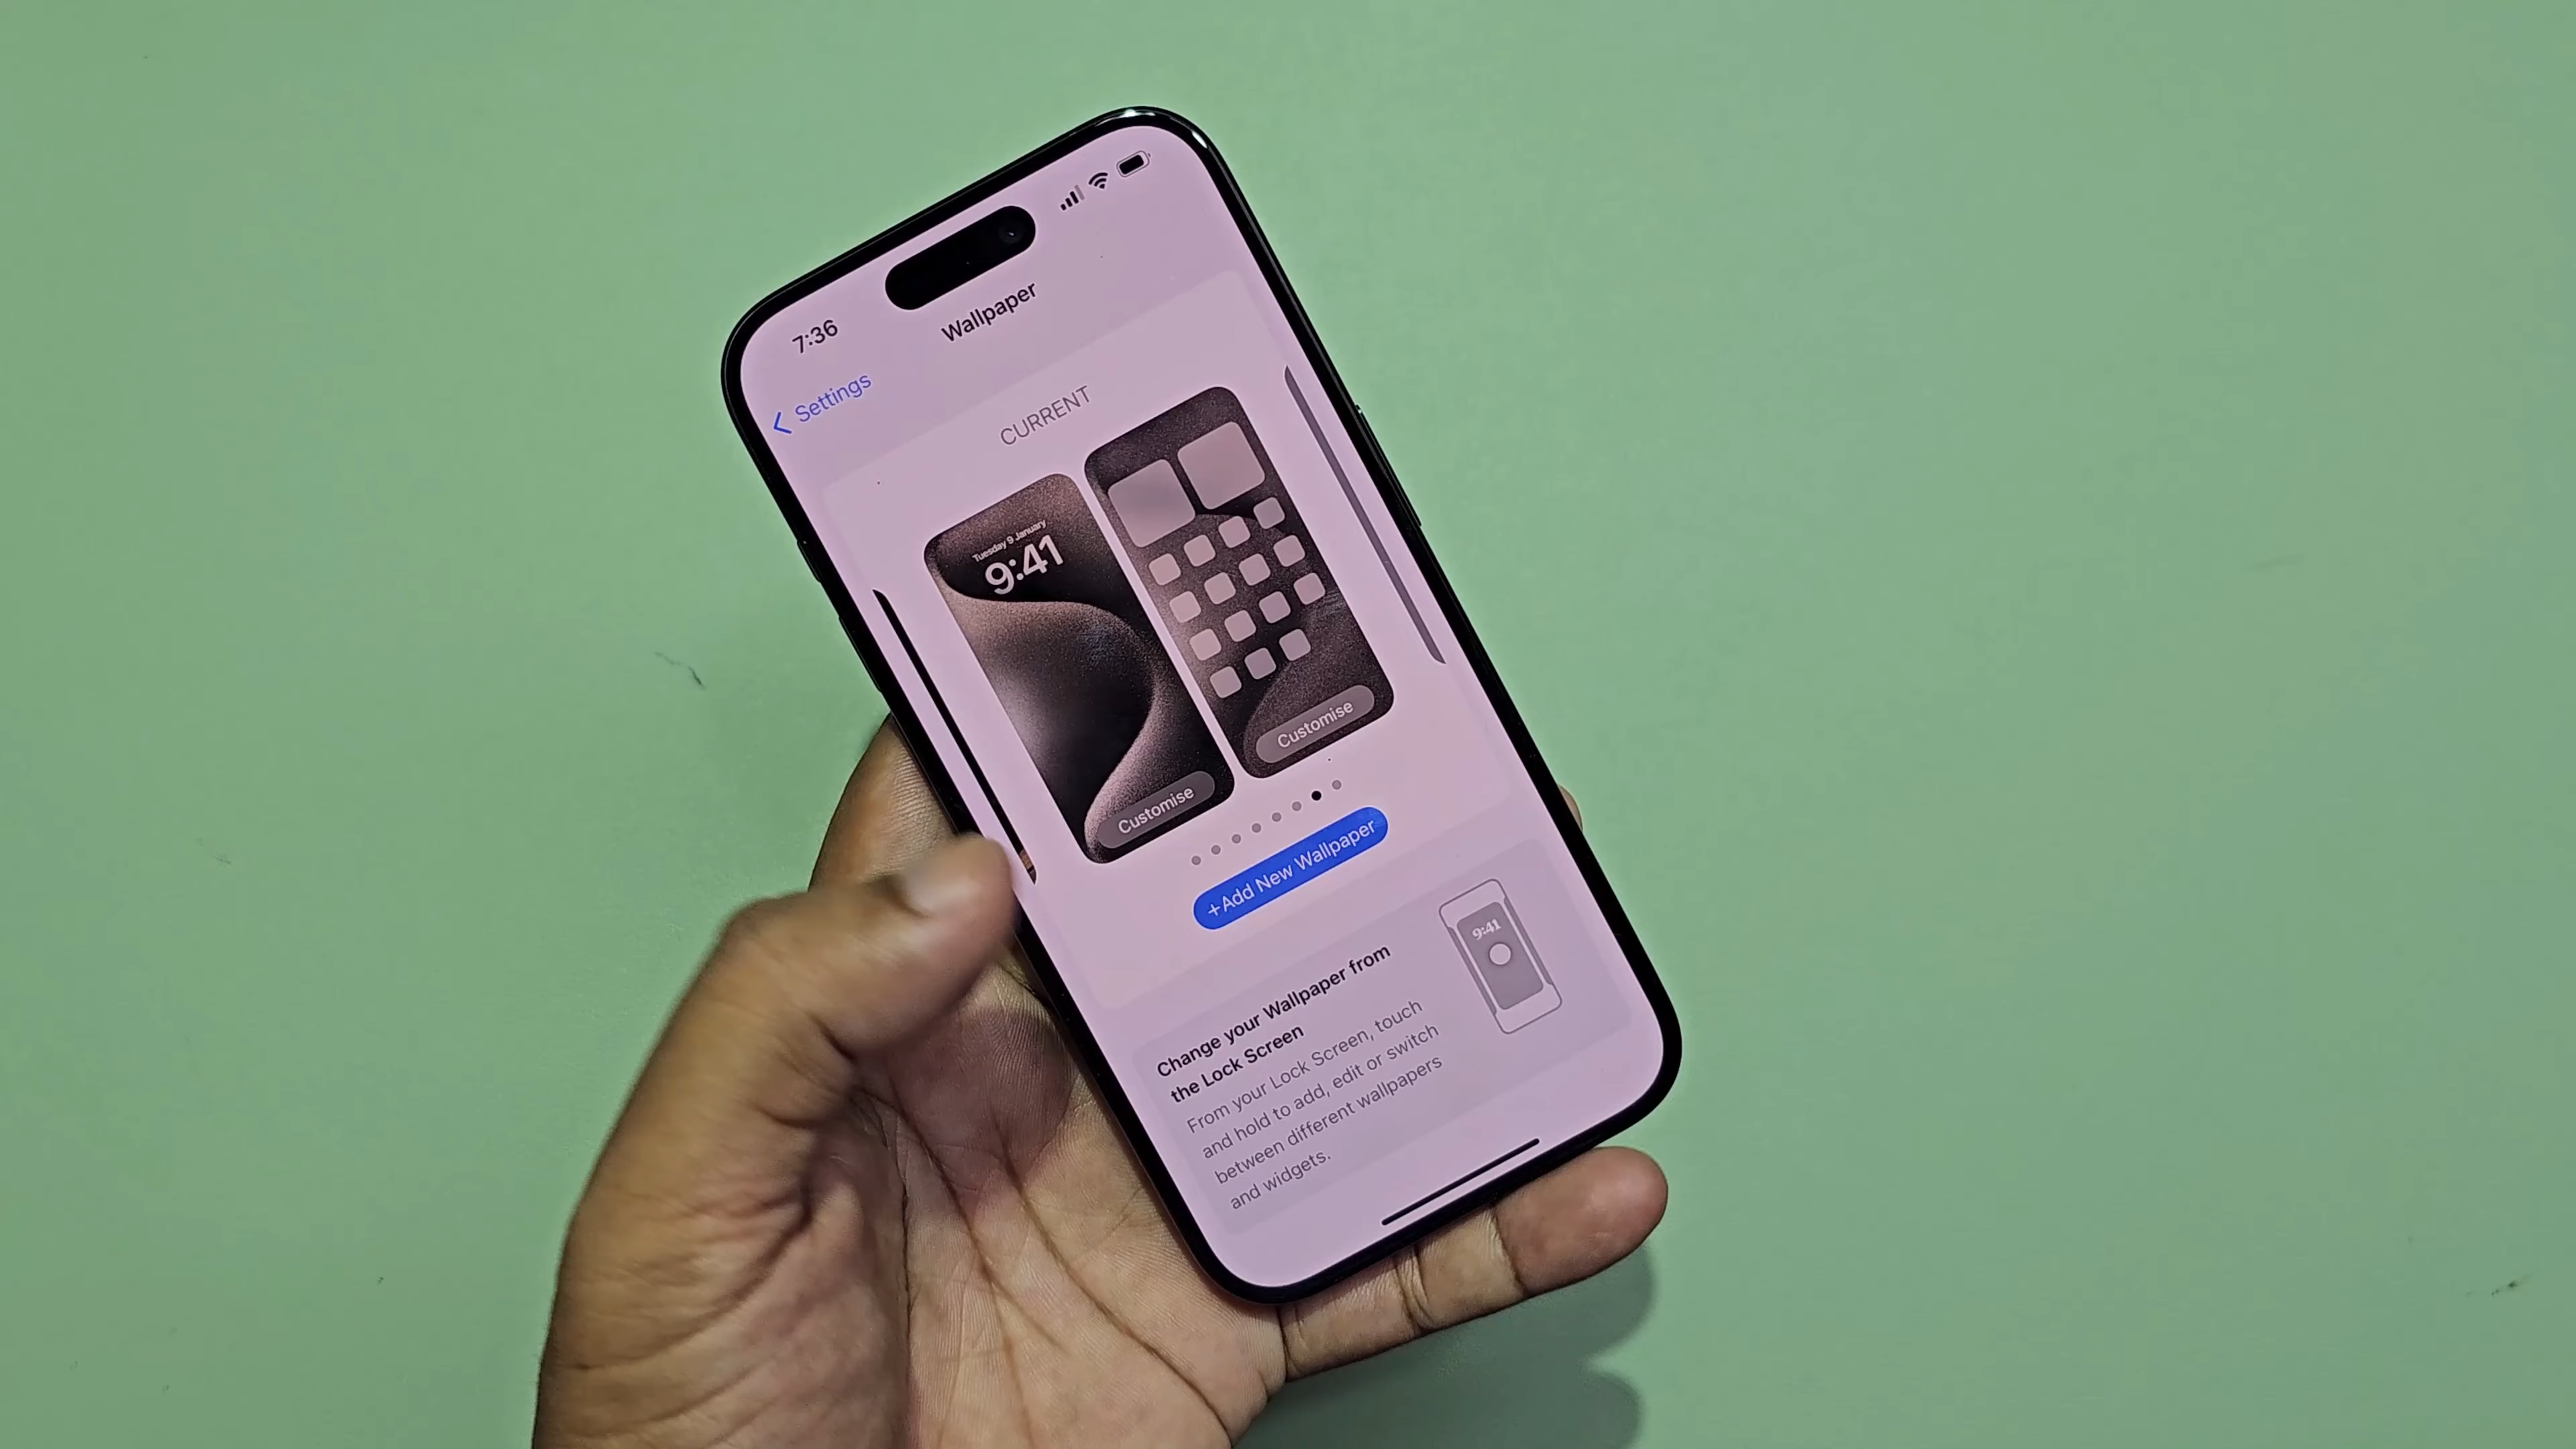 7:36
Wallpaper
Settings
CURRENT
Tuesday 9 January
9:41
Customise
Customise
+Add New Wallpaper
Change your Wallpaper from
the Lock Screen
From your Lock Screen, touch
and hold to add, edit or switch
between different wallpapers
and widgets.
9:41